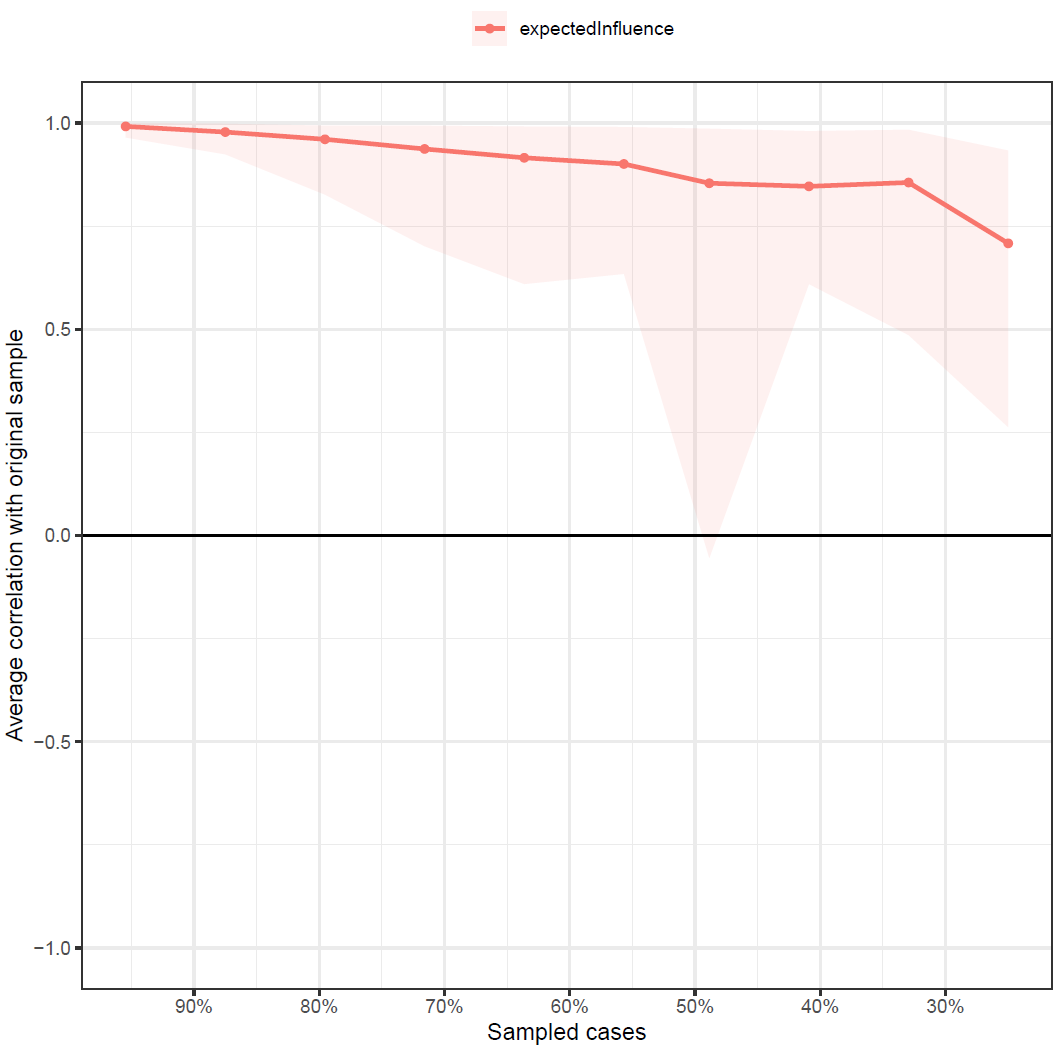 expectedInfluence
Average correlation with original sample
1.0
0.5
0.0
−0.5
−1.0
90% 80% 70% 60% 50% 40% 30%
Sampled cases